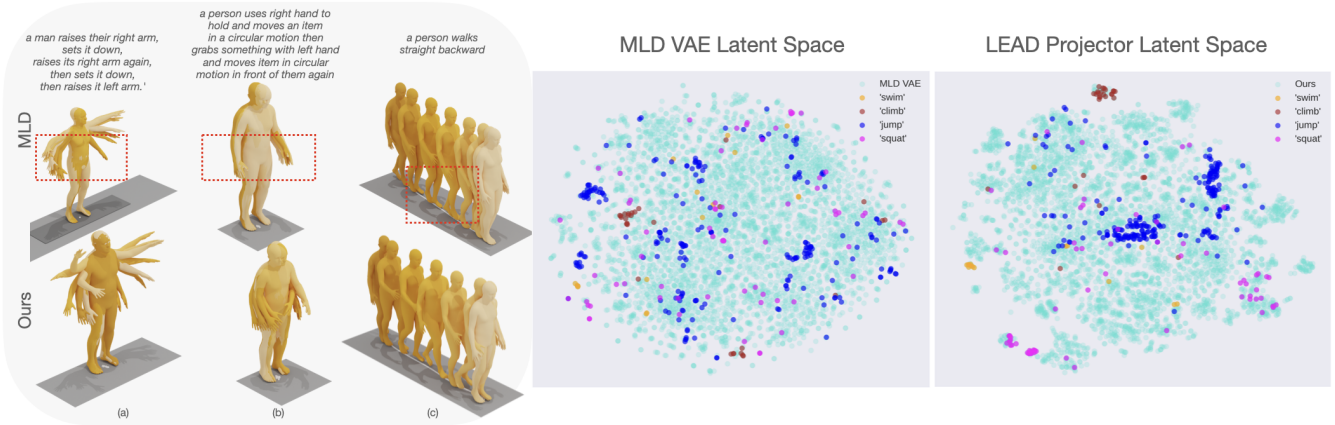 a man raises their right arm,
sets it down,
raises its right arm again,
then sets it down,
then raises it left arm.'
a person uses right hand to
hold and moves an item
in a circular motion then
grabs something with left hand
and moves item in circular
motion in front of them again
a person walks
straight backward
MLD
Ours
(a)
(b)
(c)
MLD VAE Latent Space
MLD VAE
'swim'
'climb'
'jump'
'squat'
LEAD Projector Latent Space
Ours
'swim'
'climb'
'jump'
'squat'